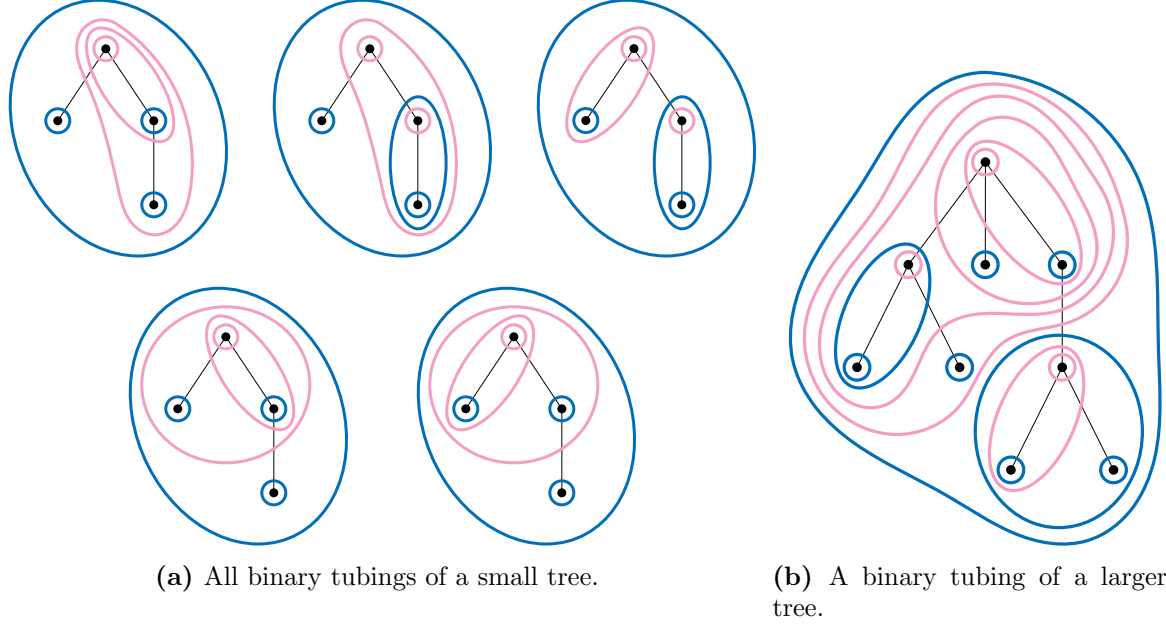 (a) All binary tubings of a small tree.
(b) A binary tubing of a larger
tree.